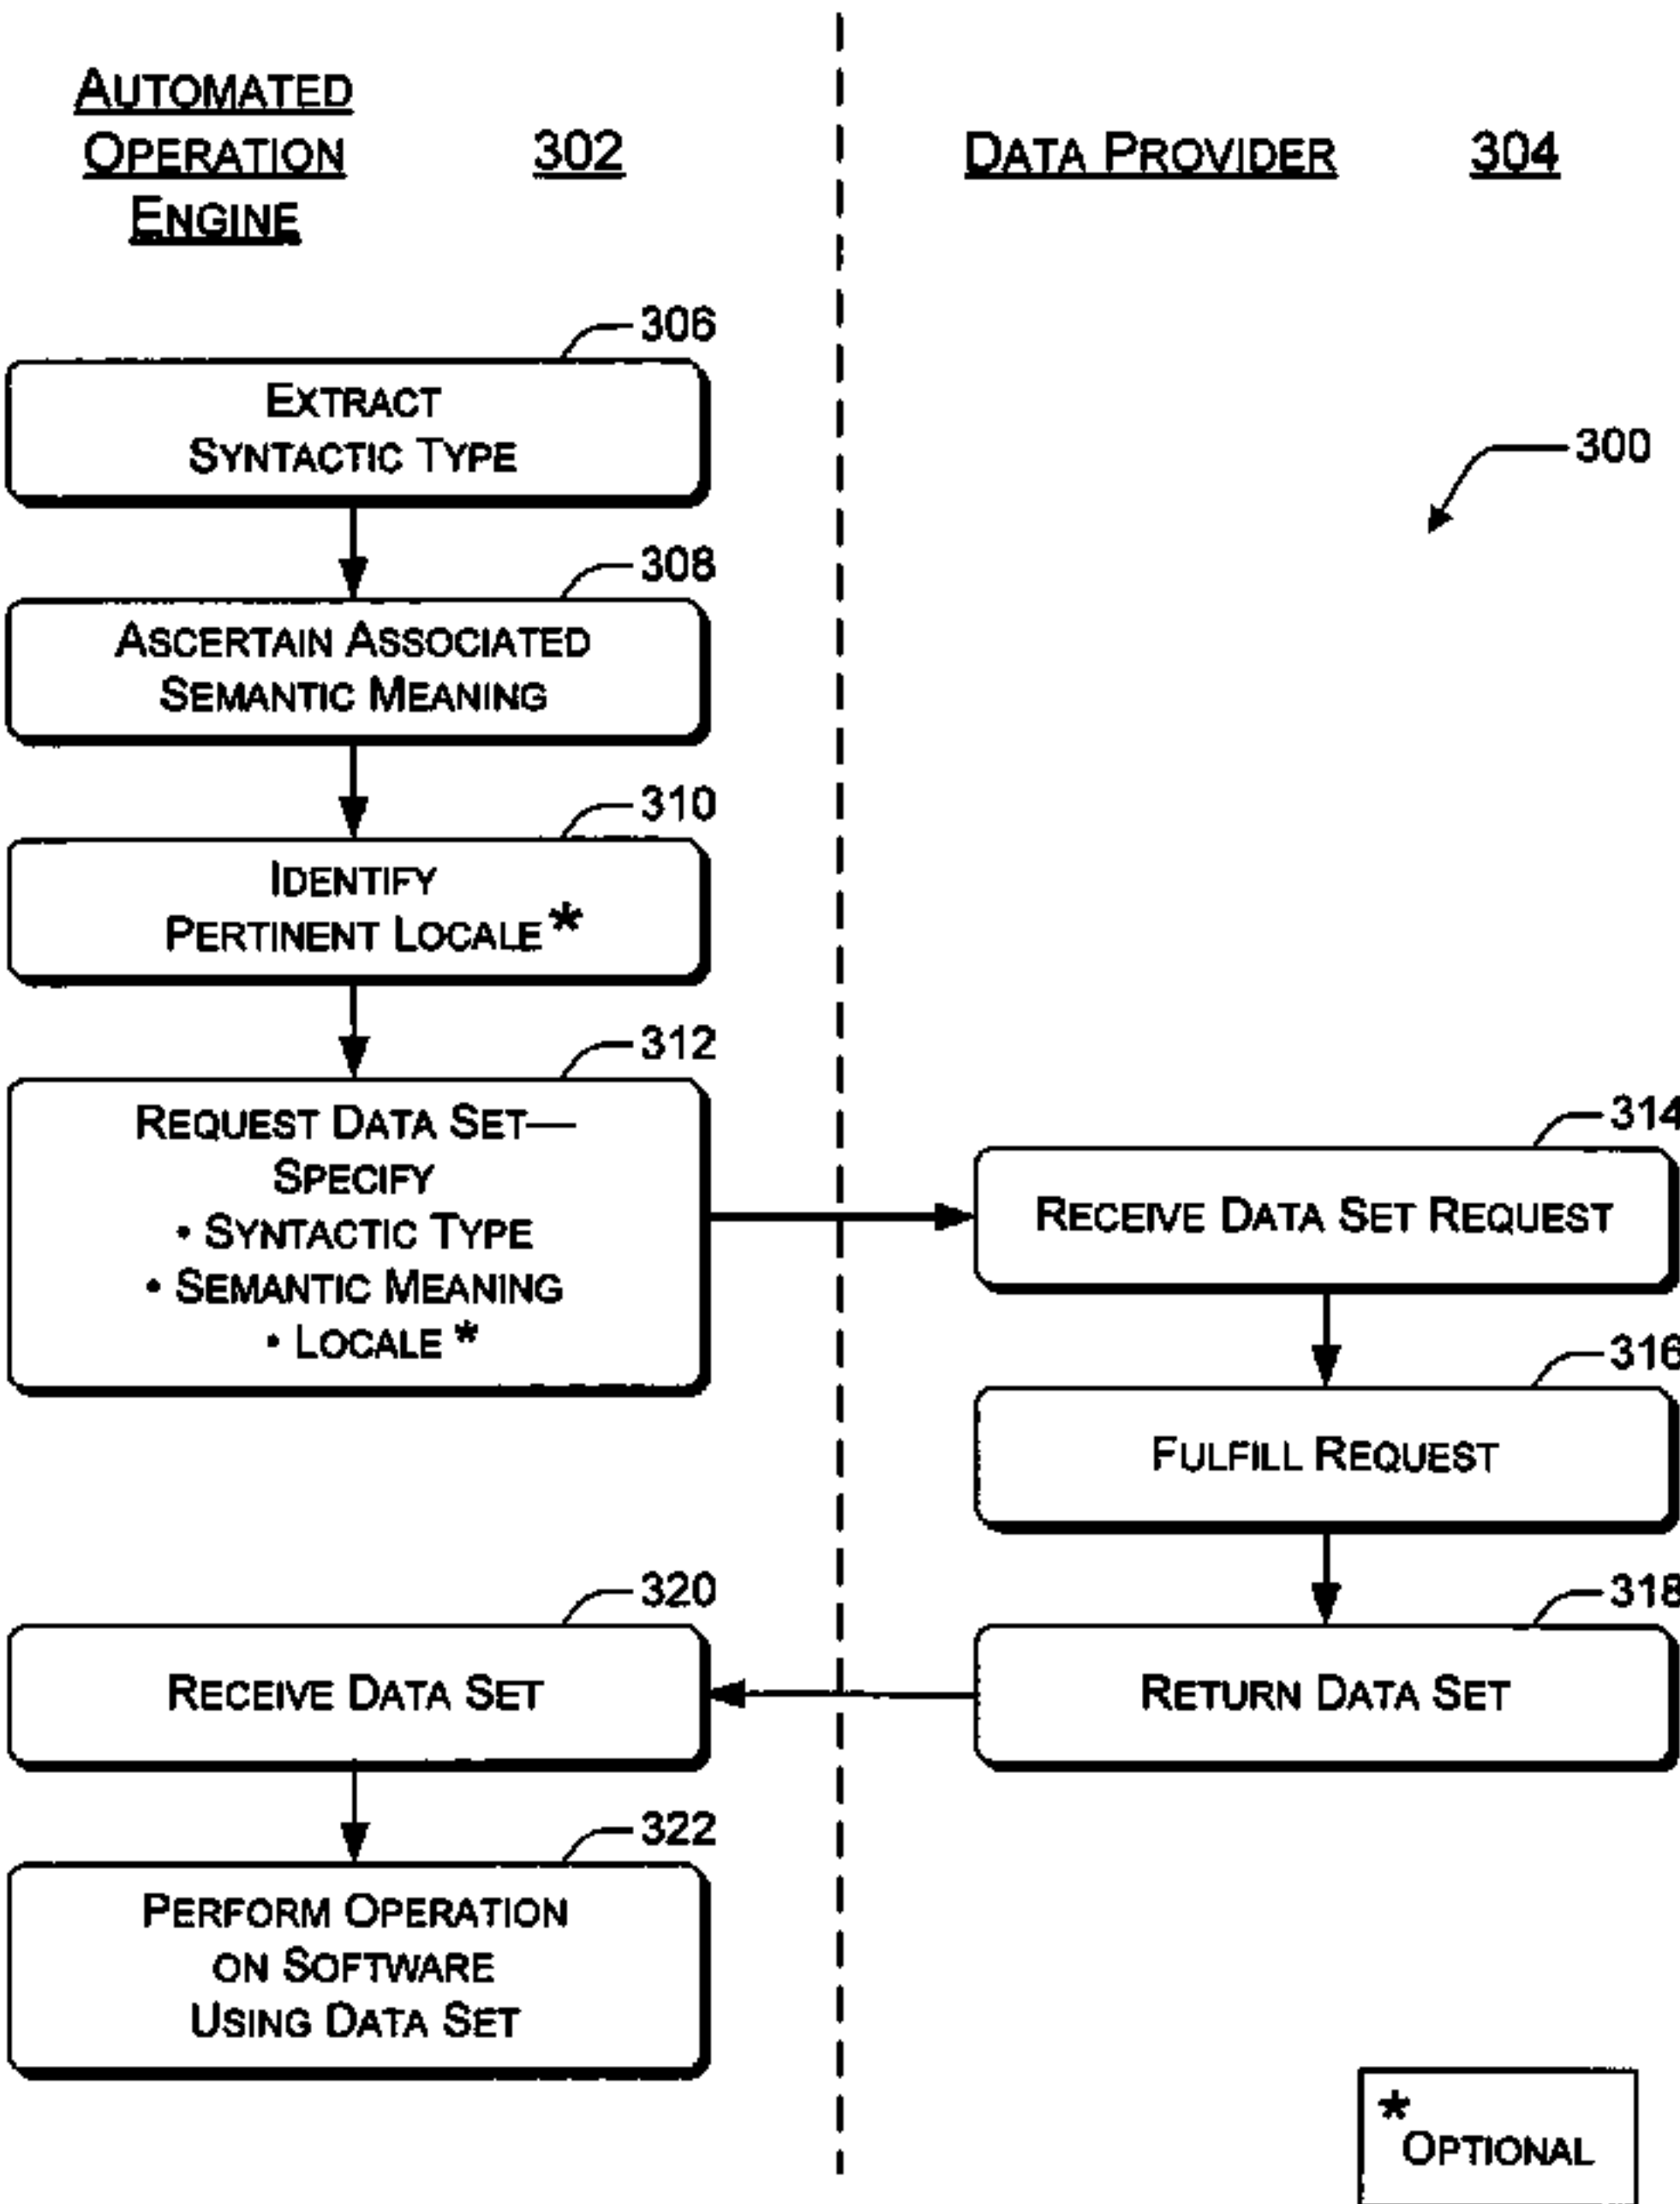 AUTOMATED
OPERATION
ENGINE
302
DATA PROVIDER
304
306
EXTRACT
SYNTACTIC TYPE
300
308
ASCERTAIN ASSOCIATED
SEMANTIC MEANING
310
IDENTIFY
PERTINENT LOCALE *
312
REQUEST DATA SET—
SPECIFY
• SYNTACTIC TYPE
• SEMANTIC MEANING
• LOCALE *
314
RECEIVE DATA SET REQUEST
316
FULFILL REQUEST
318
RETURN DATA SET
320
RECEIVE DATA SET
322
PERFORM OPERATION
ON SOFTWARE
USING DATA SET
* OPTIONAL